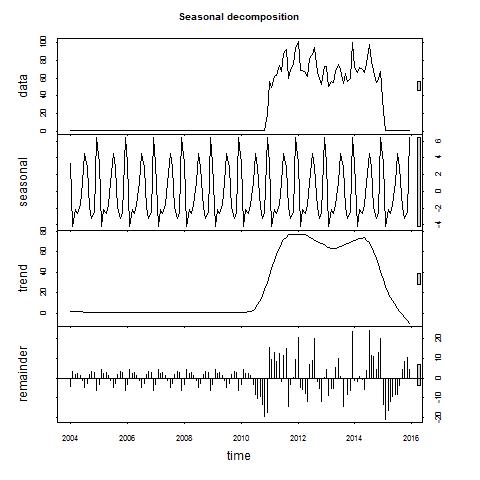 Seasonal decomposition
data
0 20 40 60 80 100
seasonal
-4 -2 0 2 4 6
trend
0 20 40 60 80
remainder
-20 -10 0 10 20
2004 2006 2008 2010 2012 2014 2016
time